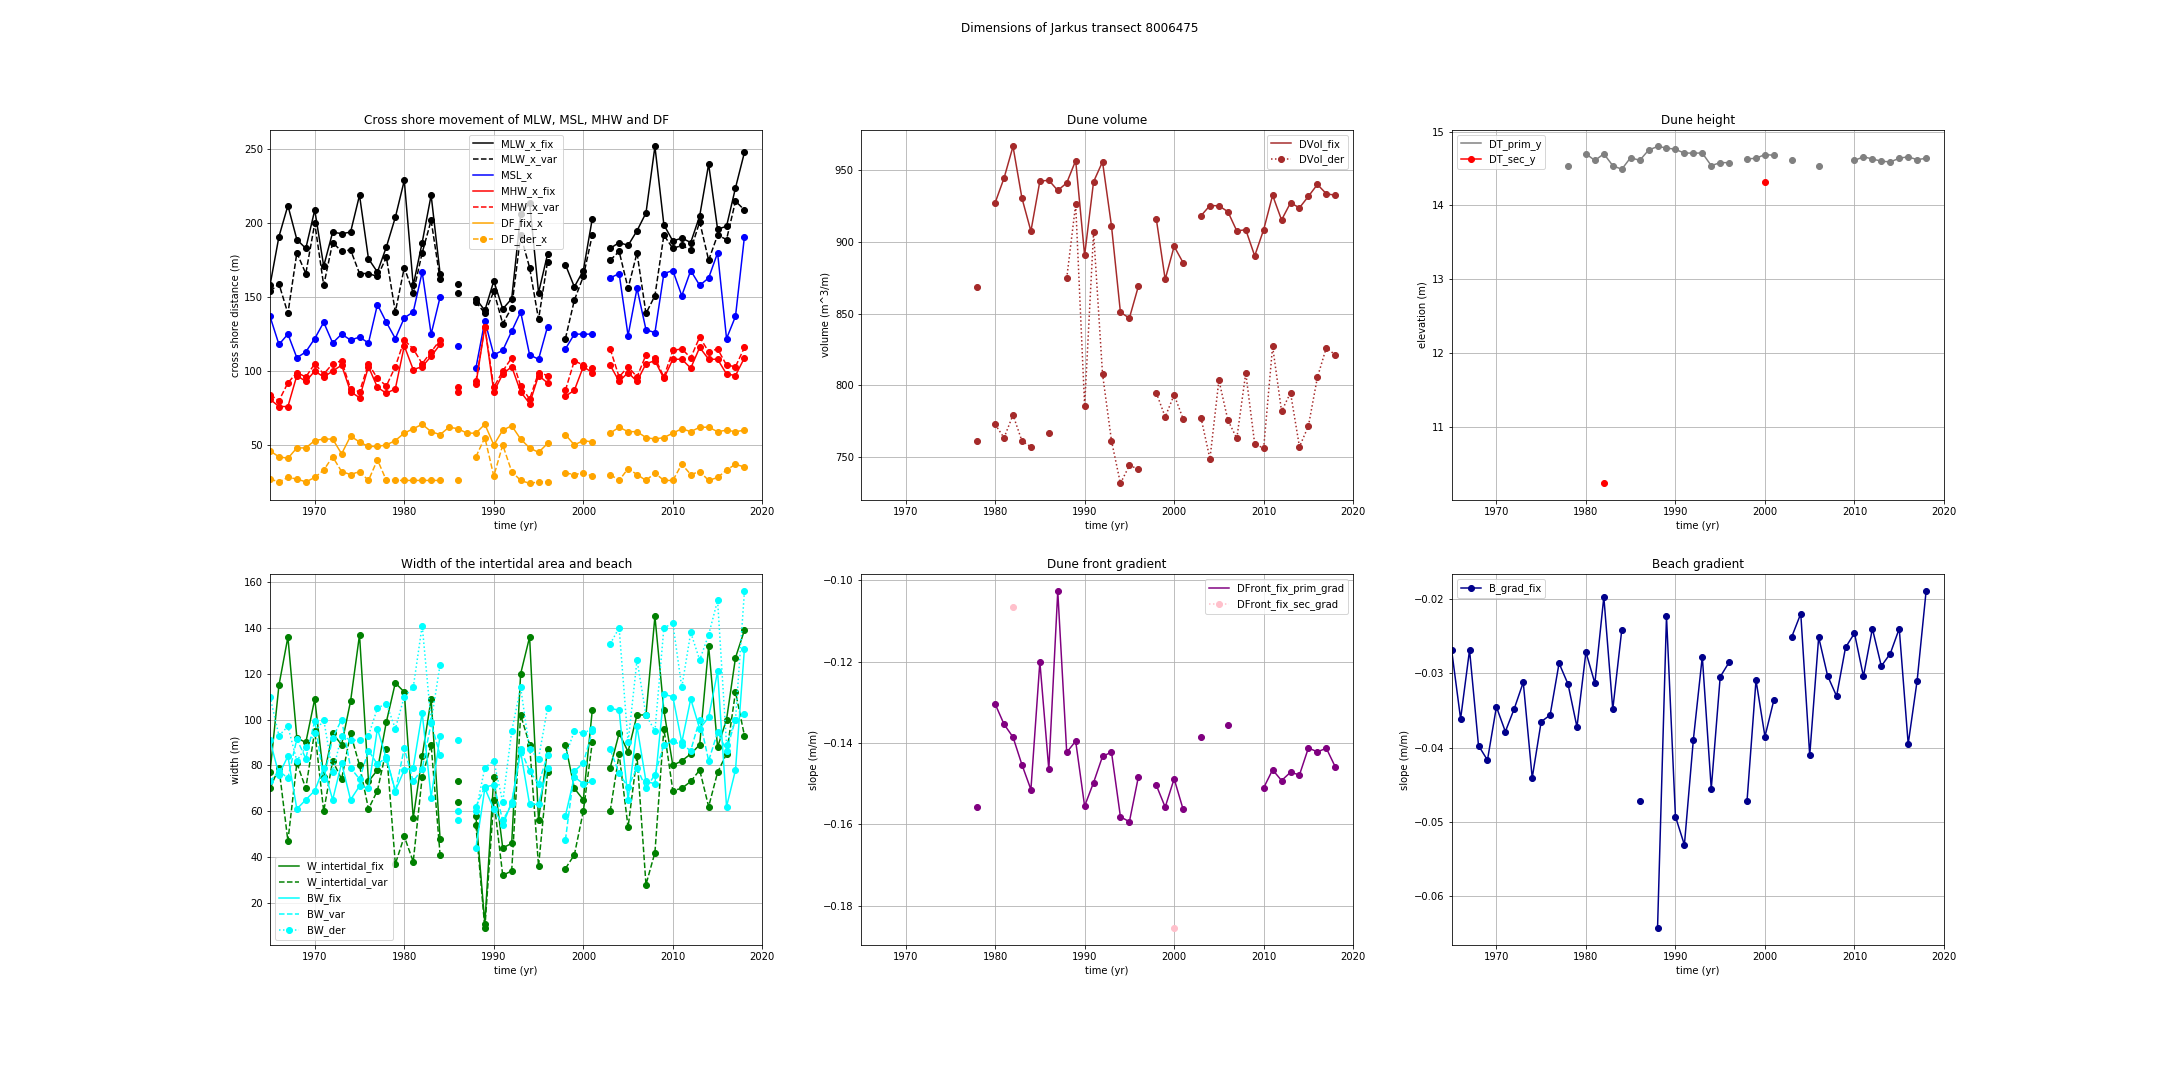 Dimensions of Jarkus transect 8006475
Cross shore movement of MLW, MSL, MHW and DF
250
200
150
100
50
cross shore distance (m)
MLW_x_fix
MLW_x_var
MSL_x
MHW_x_fix
MHW_x_var
DF_fix_x
DF_der_x
1970 1980 1990 2000 2010 2020
time (yr)
Dune volume
950
900
850
800
750
volume (m^3/m)
DVol_fix
DVol_der
1970 1980 1990 2000 2010 2020
time (yr)
Dune height
15
14
13
12
11
elevation (m)
DT_prim_y
DT_sec_y
1970 1980 1990 2000 2010 2020
time (yr)
Width of the intertidal area and beach
160
140
120
100
80
60
40
20
width (m)
W_intertidal_fix
W_intertidal_var
BW_fix
BW_var
BW_der
1970 1980 1990 2000 2010 2020
time (yr)
Dune front gradient
−0.10
−0.12
−0.14
−0.16
−0.18
slope (m/m)
DFront_fix_prim_grad
DFront_fix_sec_grad
1970 1980 1990 2000 2010 2020
time (yr)
Beach gradient
−0.02
−0.03
−0.04
−0.05
−0.06
slope (m/m)
B_grad_fix
1970 1980 1990 2000 2010 2020
time (yr)